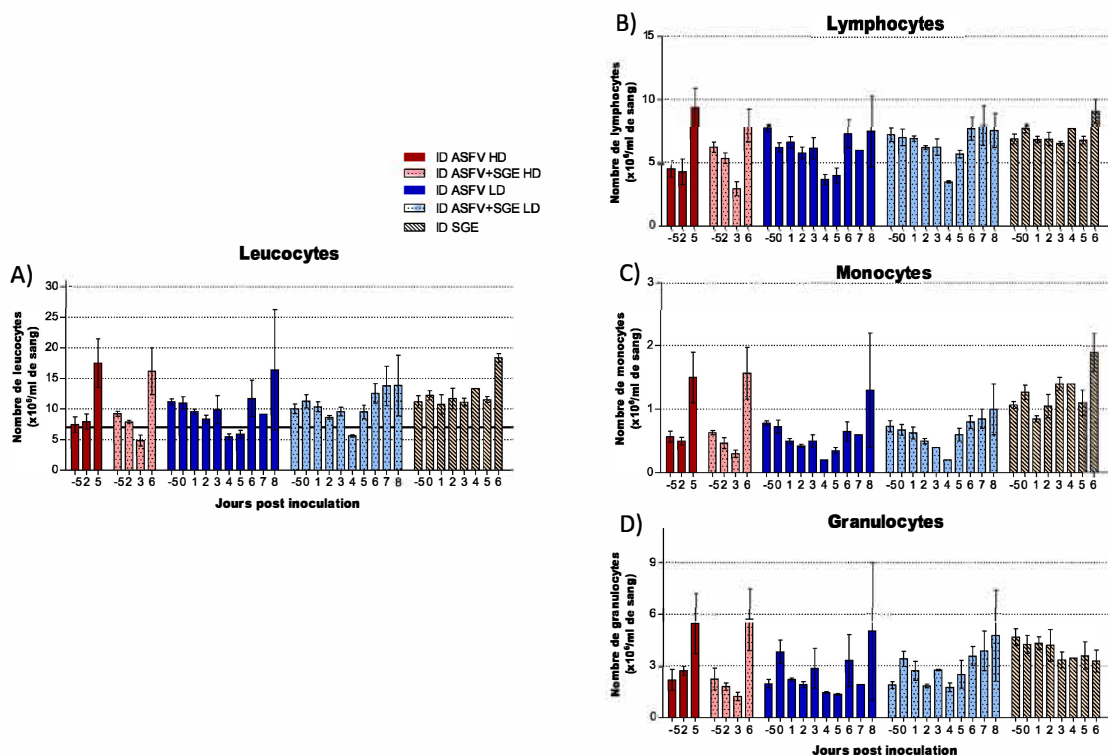 B) Lymphocytes
Nombre de lymphocytes
(x10⁶/ml de sang)
15
10
5
0
-52 5 -52 3 6 -50 1 2 3 4 5 6 7 8 -50 1 2 3 4 5 6 7 8 -50 1 2 3 4 5 6
ID ASFV HD
ID ASFV+SGE HD
ID ASFV LD
ID ASFV+SGE LD
ID SGE
A) Leucocytes
Nombre de leucocytes
(x10⁶/ml de sang)
30
25
20
15
10
5
0
-52 5 -52 3 6 -50 1 2 3 4 5 6 7 8 -50 1 2 3 4 5 6 7 8 -50 1 2 3 4 5 6
Jours post inoculation
C) Monocytes
Nombre de monocytes
(x10⁶/ml de sang)
3
2
1
0
-52 5 -52 3 6 -50 1 2 3 4 5 6 7 8 -50 1 2 3 4 5 6 7 8 -50 1 2 3 4 5 6
D) Granulocytes
Nombre de granulocytes
(x10⁶/ml de sang)
9
6
3
0
-52 5 -52 3 6 -50 1 2 3 4 5 6 7 8 -50 1 2 3 4 5 6 7 8 -50 1 2 3 4 5 6
Jours post inoculation